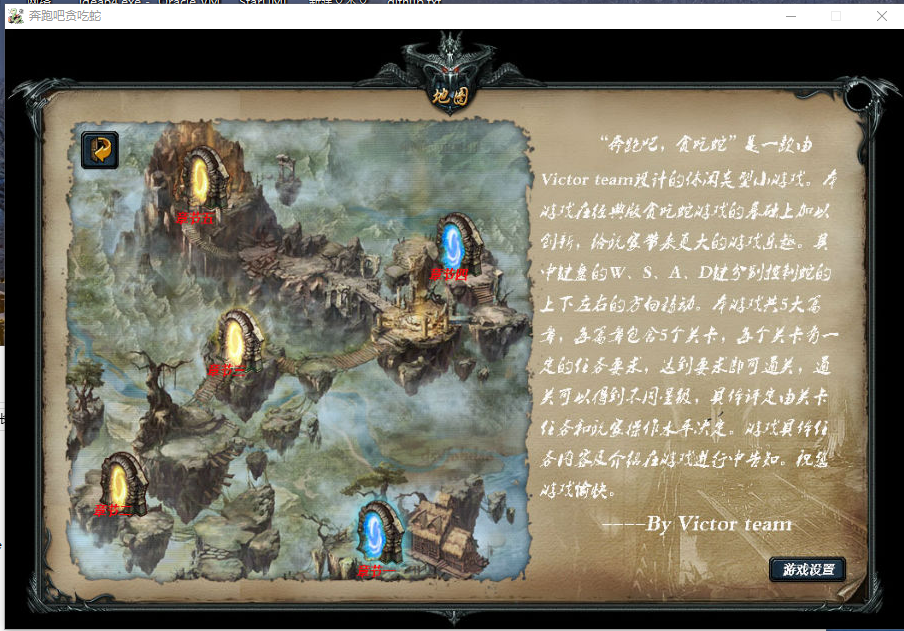 奔跑吧贪吃蛇
地图
章节五
章节四
章节三
章节二
章节一
“奔跑吧，贪吃蛇”是一款由
Victor team设计的休闲类型小游戏。本
游戏在经典版贪吃蛇游戏的基础上加以
创新，给玩家带来更大的游戏乐趣。其
中键盘的W、S、A、D键分别控制蛇的
上下左右的方向移动。本游戏共5大篇
章，每篇章包含5个关卡，每个关卡有一
定的任务要求，达到要求即可通关，通
关可以得到不同星级，具体评定由关卡
任务和玩家操作水平决定。游戏具体任
务内容及介绍在游戏进行中告知。祝您
游戏愉快。
----By Victor team
游戏设置